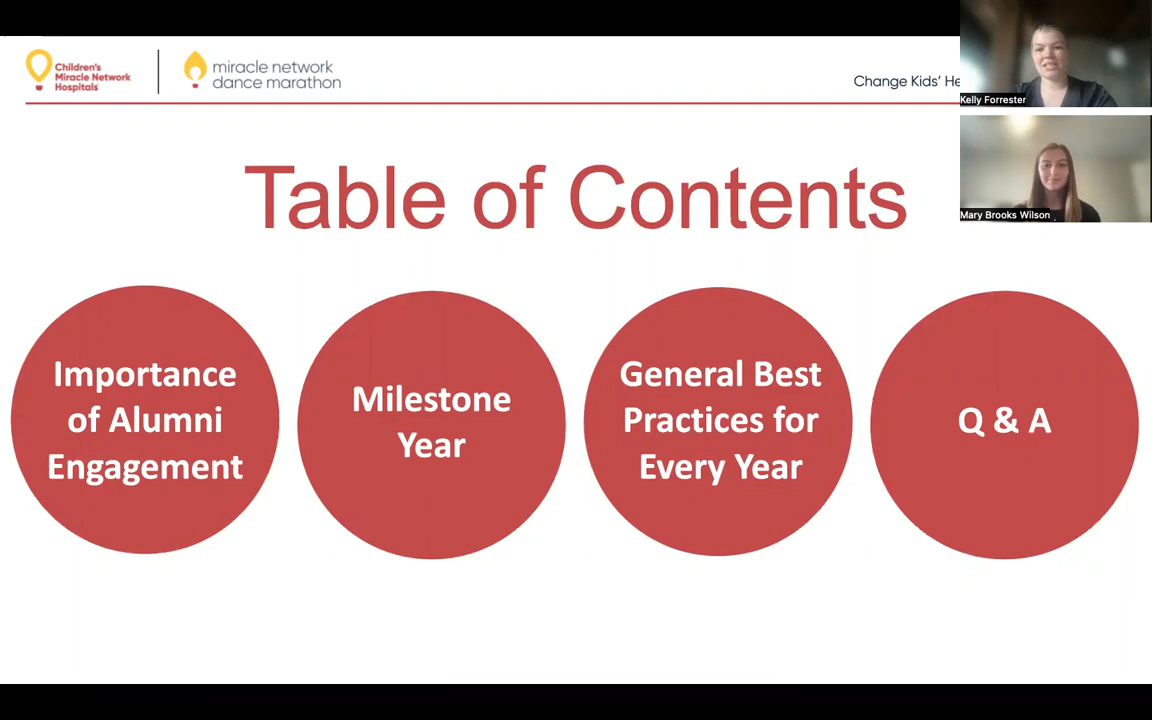 Children's
Miracle Network
Hospitals
miracle network
dance marathon
Change Kids'
Kelly Forrester
Mary Brooks Wilson
Table of Contents
Importance
of Alumni
Engagement
Milestone
Year
General Best
Practices for
Every Year
Q & A